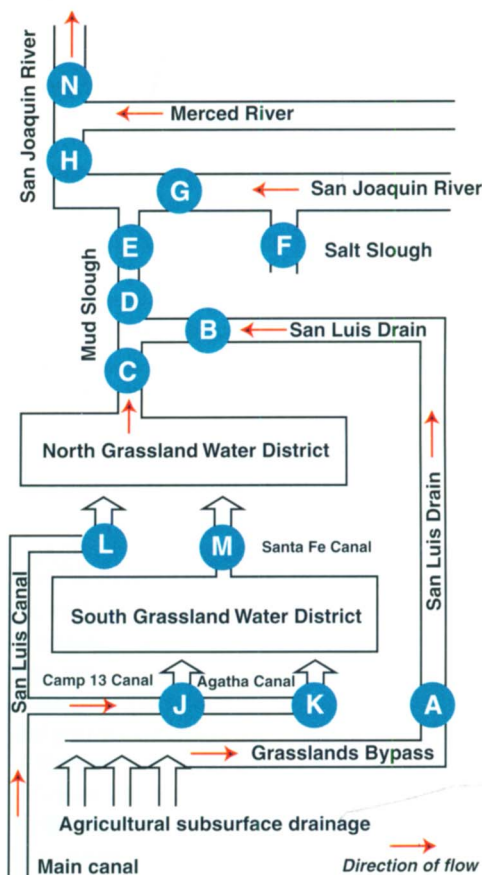 N
San Joaquin River
Merced River
H
G
San Joaquin River
E
F
Salt Slough
Mud Slough
D
B
San Luis Drain
C
North Grassland Water District
San Luis Drain
L
M
Santa Fe Canal
San Luis Canal
South Grassland Water District
Camp 13 Canal
Agatha Canal
J
K
A
Grasslands Bypass
Agricultural subsurface drainage
Main canal
Direction of flow